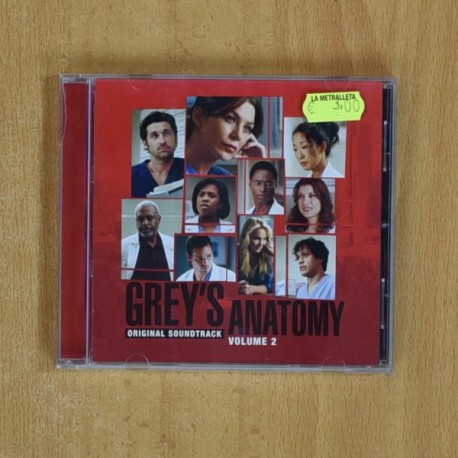 LA METRALLETA
€ 3,00
GREY'S
ANATOMY
ORIGINAL SOUNDTRACK
VOLUME 2